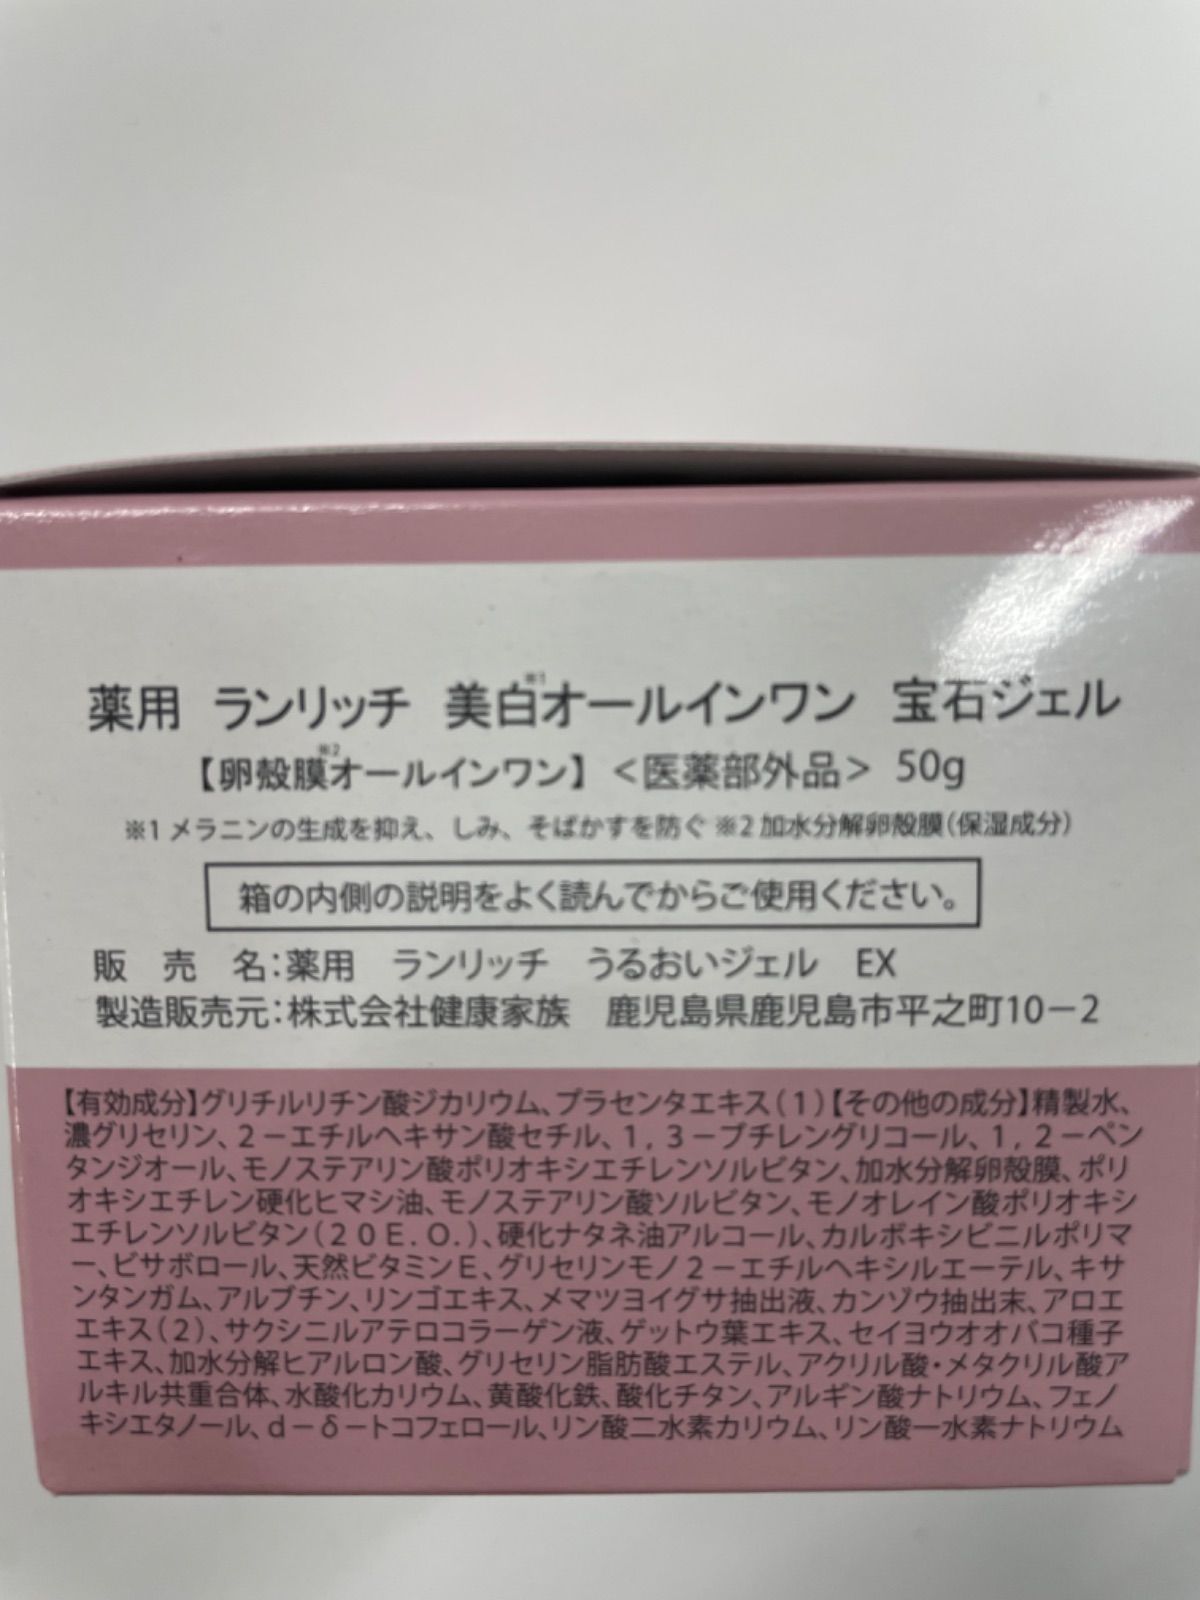 薬用 ランリッチ 美白※1オールインワン 宝石ジェル
【卵殻膜※2オールインワン】<医薬部外品> 50g
※1 メラニンの生成を抑え、しみ、そばかすを防ぐ ※2 加水分解卵殻膜(保湿成分)
箱の内側の説明をよく読んでからご使用ください。
販 売 名:薬用 ランリッチ うるおいジェル EX
製造販売元:株式会社健康家族 鹿児島県鹿児島市平之町10-2
【有効成分】グリチルリチン酸ジカリウム、プラセンタエキス(1)【その他の成分】精製水、
濃グリセリン、2-エチルヘキサン酸セチル、1,3-ブチレングリコール、1,2-ペン
タンジオール、モノステアリン酸ポリオキシエチレンソルビタン、加水分解卵殻膜、ポリ
オキシエチレン硬化ヒマシ油、モノステアリン酸ソルビタン、モノオレイン酸ポリオキシ
エチレンソルビタン(20E.O.)、硬化ナタネ油アルコール、カルボキシビニルポリマ
ー、ビサボロール、天然ビタミンE、グリセリンモノ2-エチルヘキシルエーテル、キサ
ンタンガム、アルブチン、リンゴエキス、メマツヨイグサ抽出液、カンゾウ抽出末、アロエ
エキス(2)、サクシニルアテロコラーゲン液、ゲットウ葉エキス、セイヨウオオバコ種子
エキス、加水分解ヒアルロン酸、グリセリン脂肪酸エステル、アクリル酸・メタクリル酸ア
ルキル共重合体、水酸化カリウム、黄酸化鉄、酸化チタン、アルギン酸ナトリウム、フェノ
キシエタノール、d-δ-トコフェロール、リン酸二水素カリウム、リン酸一水素ナトリウム